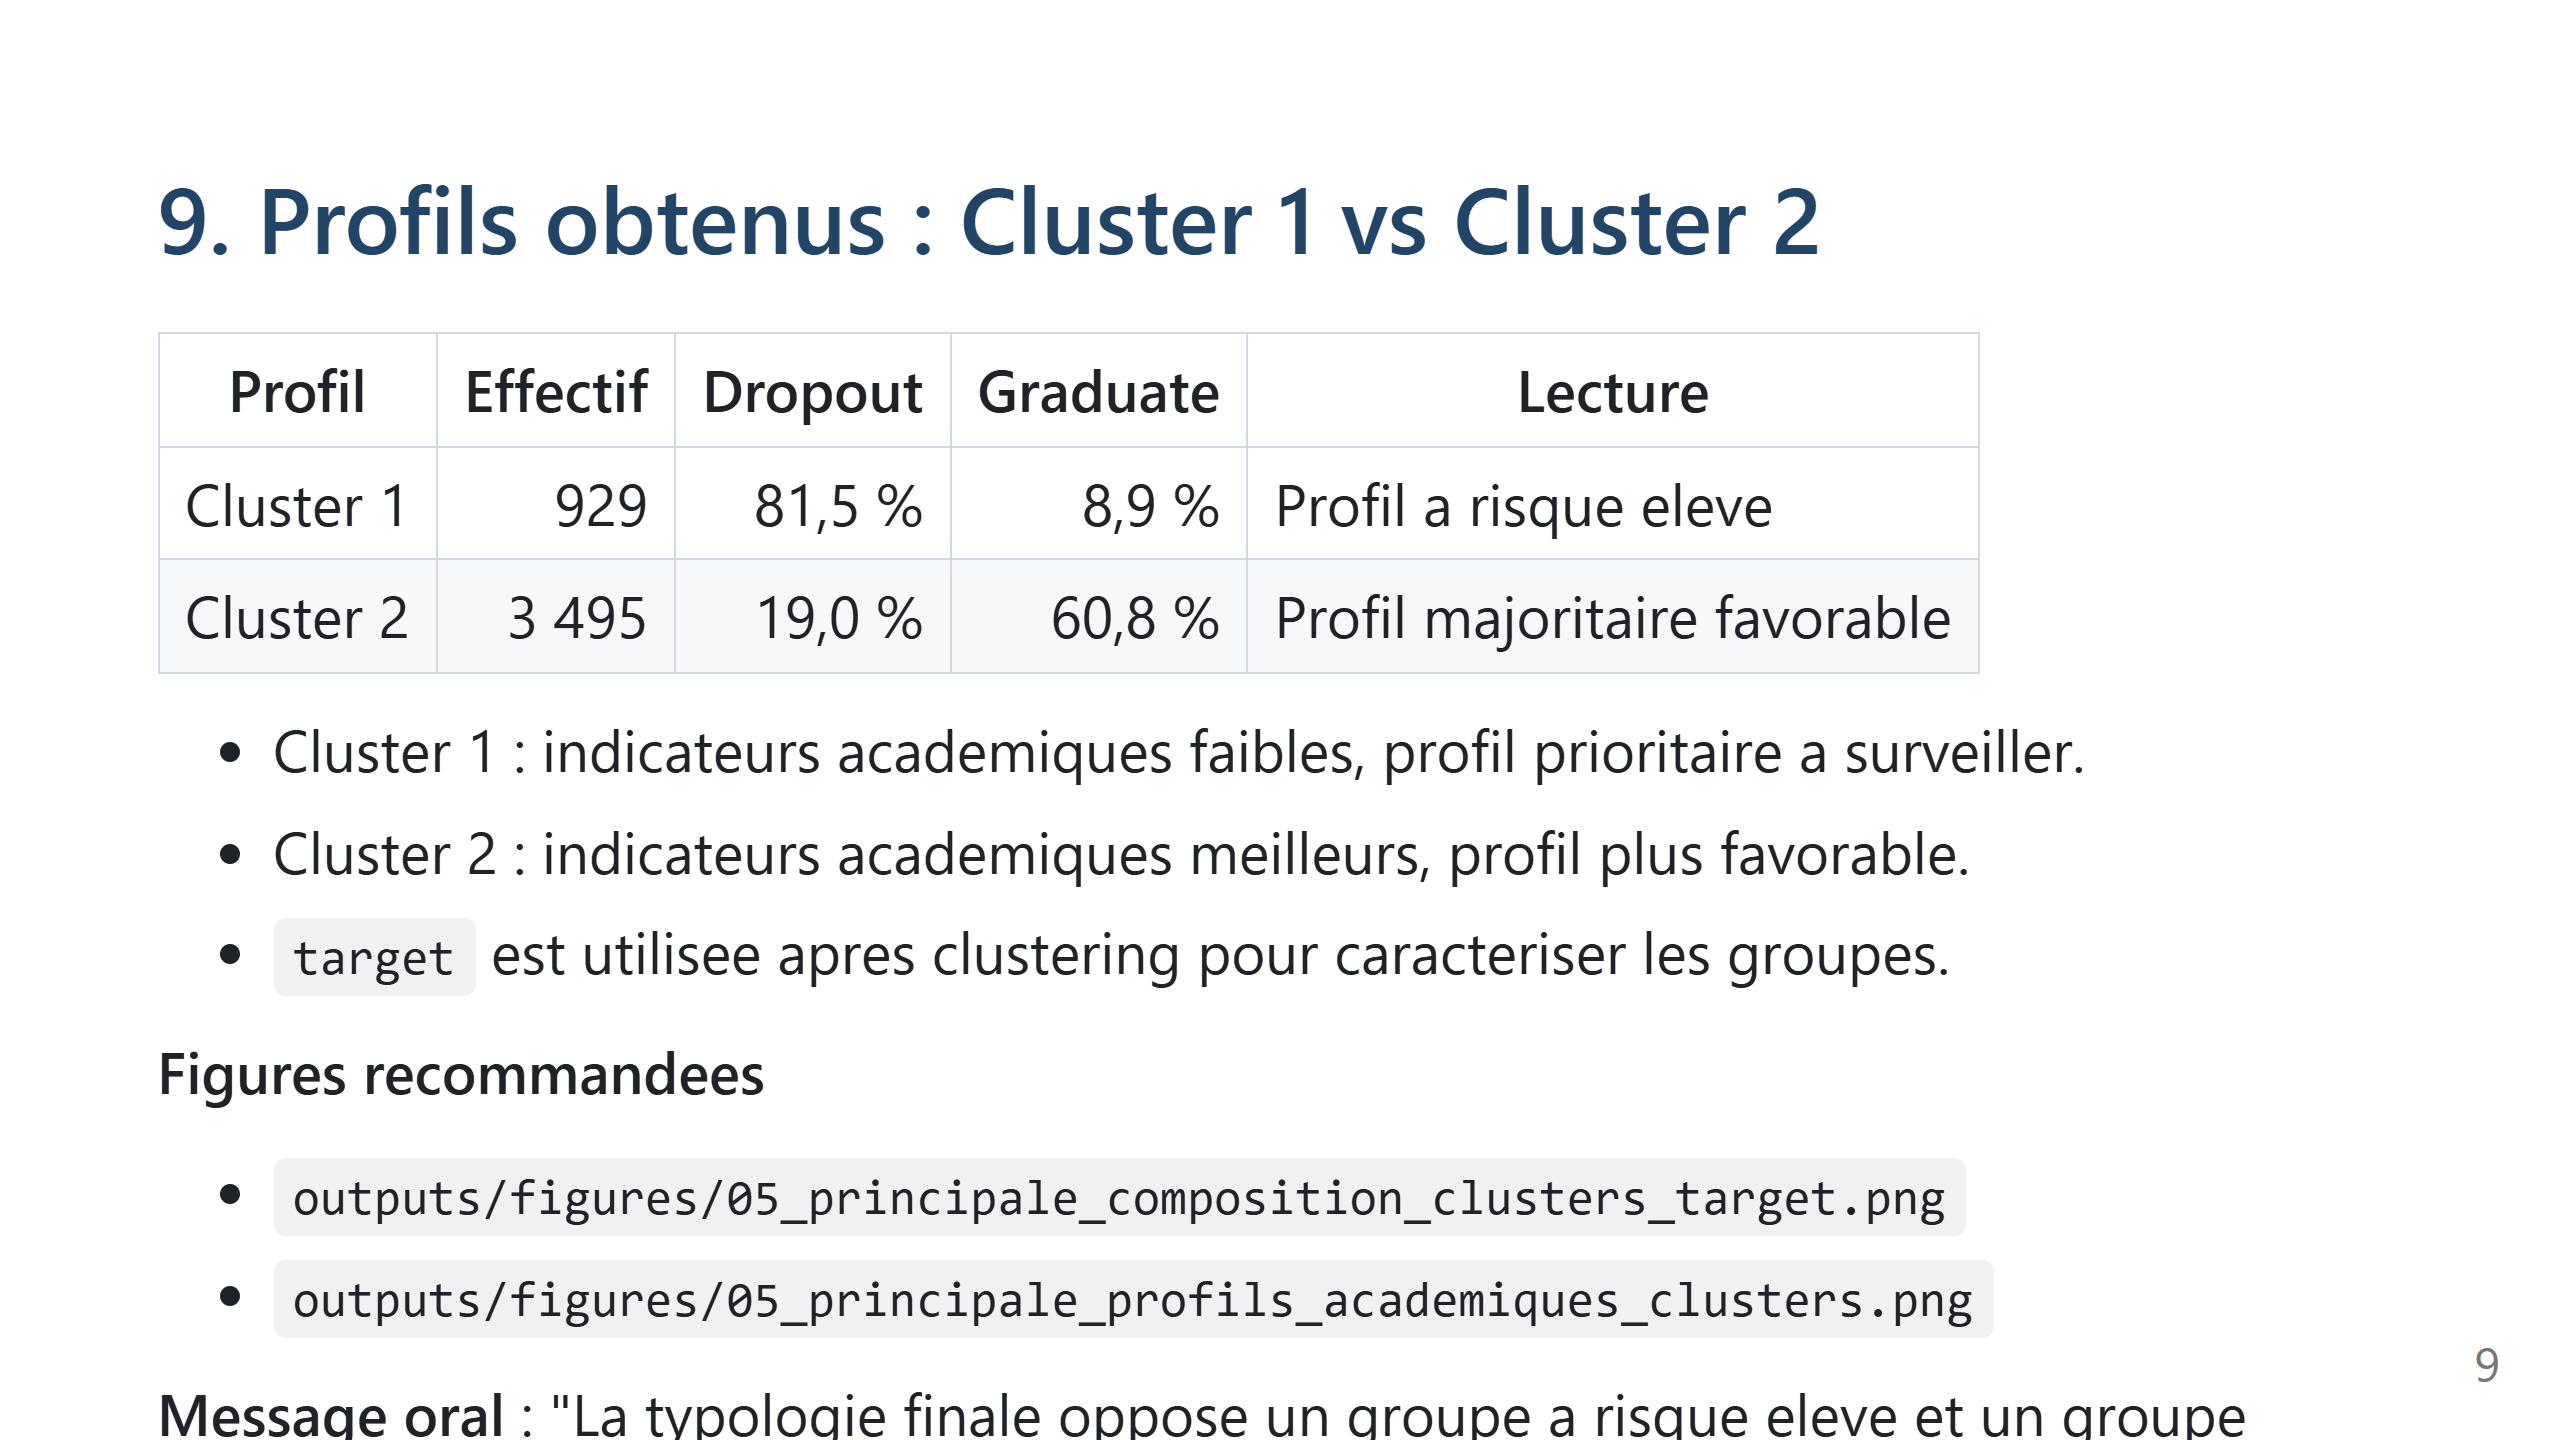 9. Profils obtenus : Cluster 1 vs Cluster 2
Profil Effectif Dropout Graduate Lecture
Cluster 1 929 81,5 % 8,9 % Profil a risque eleve
Cluster 2 3 495 19,0 % 60,8 % Profil majoritaire favorable
• Cluster 1 : indicateurs academiques faibles, profil prioritaire a surveiller.
• Cluster 2 : indicateurs academiques meilleurs, profil plus favorable.
• target est utilisee apres clustering pour caracteriser les groupes.
Figures recommandees
• outputs/figures/05_principale_composition_clusters_target.png
• outputs/figures/05_principale_profils_academiques_clusters.png
Message oral : "La typologie finale oppose un groupe a risque eleve et un groupe
9